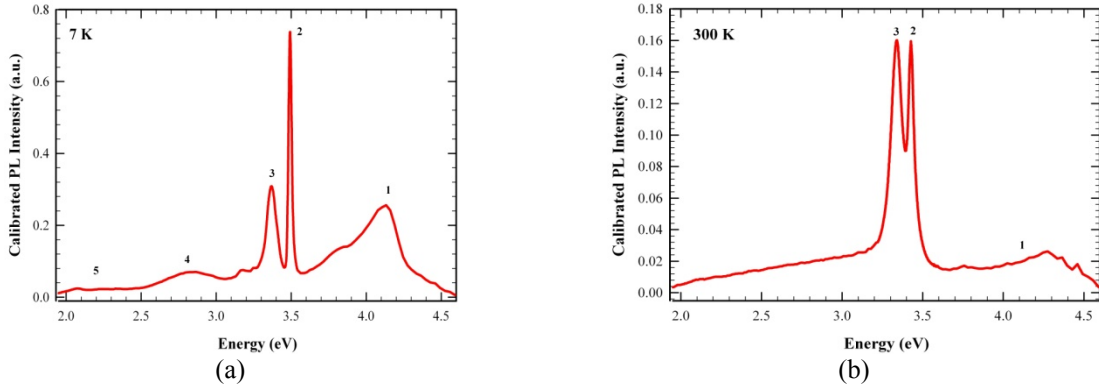 7 K
Calibrated PL Intensity (a.u.)
0.8
0.6
0.4
0.2
0.0
5
4
3
2
1
2.0 2.5 3.0 3.5 4.0 4.5
Energy (eV)
(a)
300 K
Calibrated PL Intensity (a.u.)
0.18
0.16
0.14
0.12
0.10
0.08
0.06
0.04
0.02
0.00
3 2
1
2.0 2.5 3.0 3.5 4.0 4.5
Energy (eV)
(b)